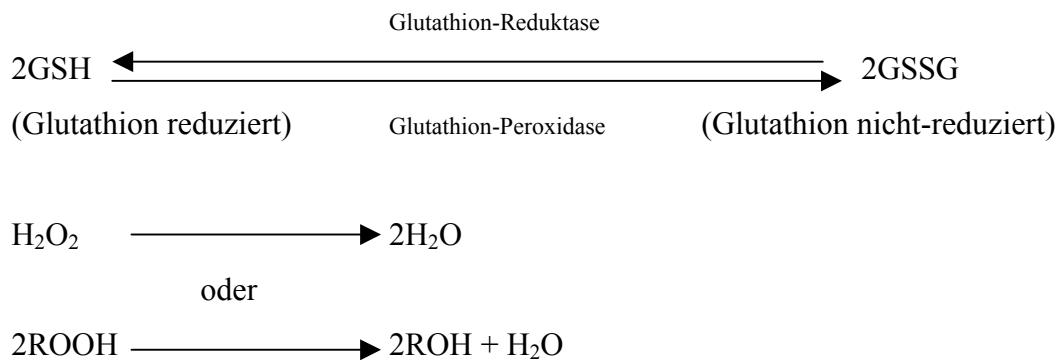 Glutathion-Reduktase
2GSH 2GSSG
(Glutathion reduziert) Glutathion-Peroxidase (Glutathion nicht-reduziert)
H₂O₂ 2H₂O
oder
2ROOH 2ROH + H₂O